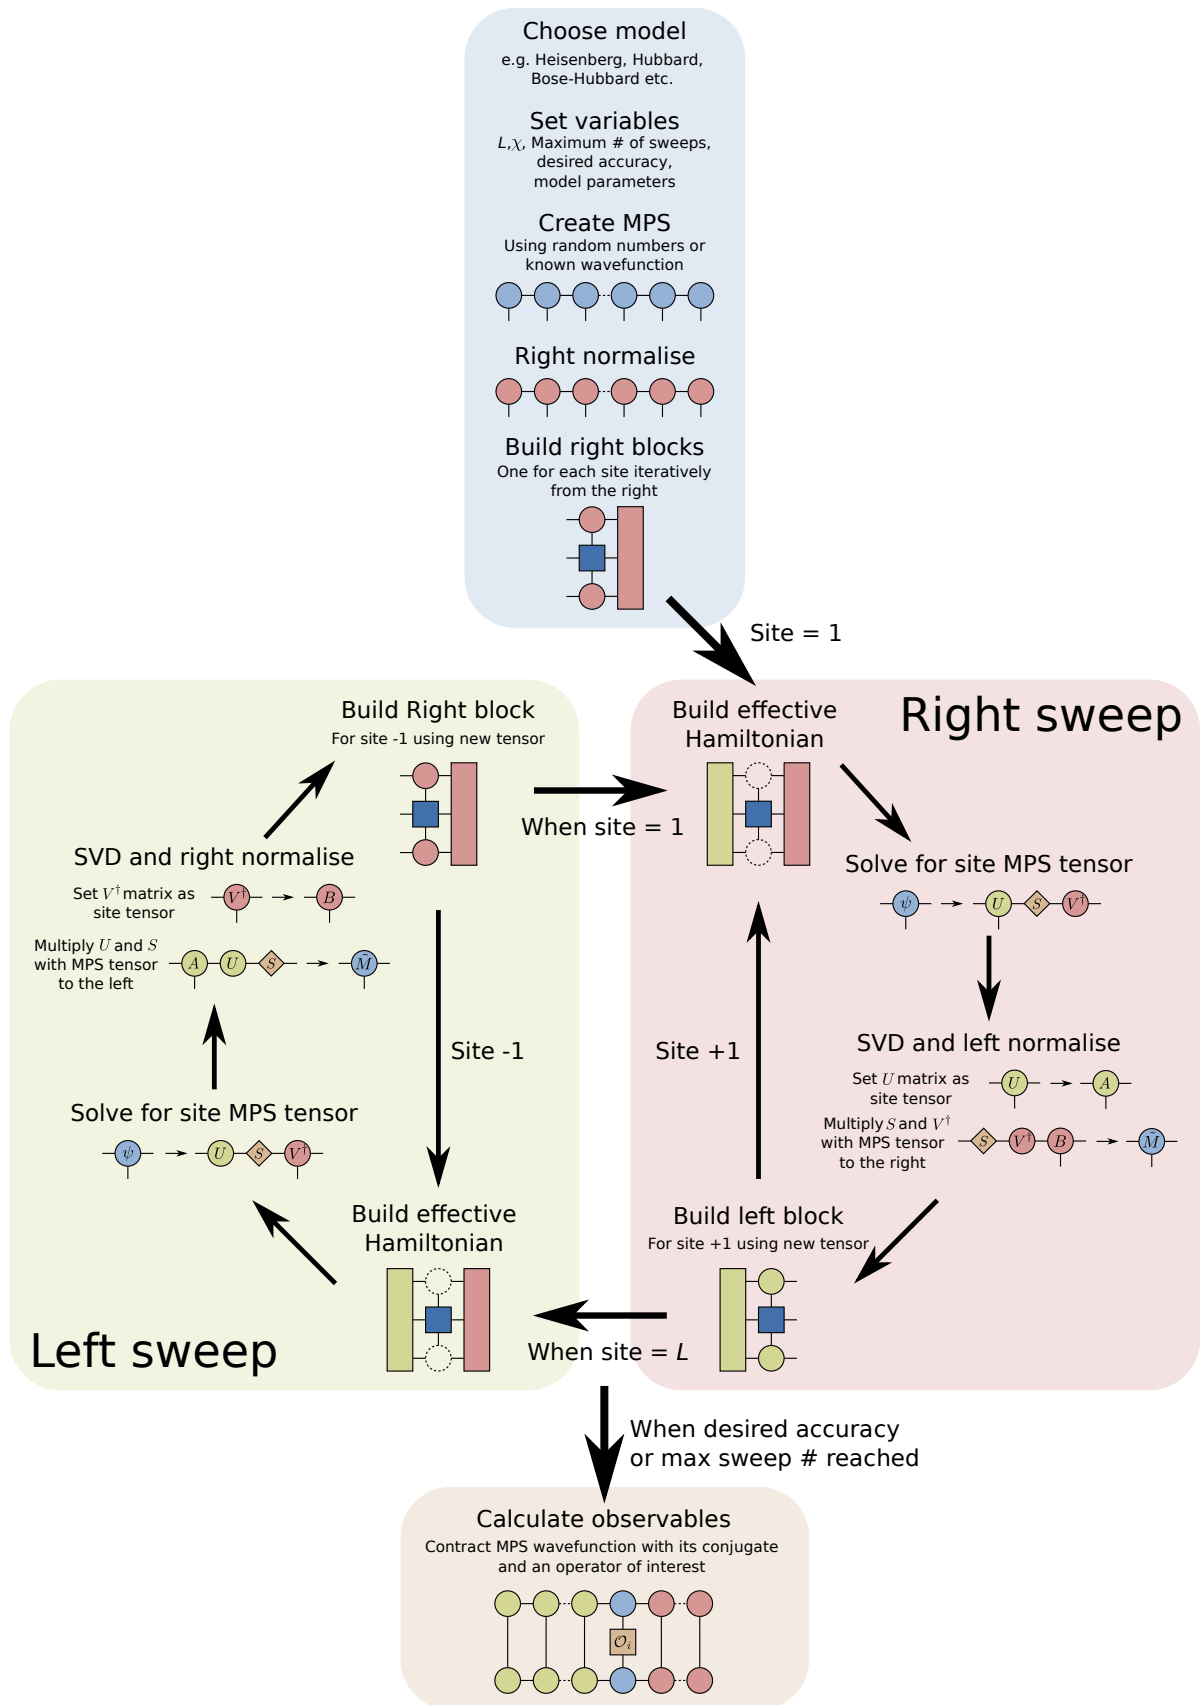 Choose model
e.g. Heisenberg, Hubbard,
Bose-Hubbard etc.
Set variables
L,χ, Maximum # of sweeps,
desired accuracy,
model parameters
Create MPS
Using random numbers or
known wavefunction
Right normalise
Build right blocks
One for each site iteratively
from the right
Site = 1
Right sweep
Build effective
Hamiltonian
Solve for site MPS tensor
ψ U S V†
SVD and left normalise
Set U matrix as
site tensor
U A
Multiply S and V†
with MPS tensor
to the right
S V† B M̃
Build left block
For site +1 using new tensor
Site +1
When site = L
Left sweep
Build effective
Hamiltonian
Solve for site MPS tensor
ψ U S V†
SVD and right normalise
Set V† matrix as
site tensor
V† B
Multiply U and S
with MPS tensor
to the left
A U S M̃
Build Right block
For site -1 using new tensor
Site -1
When site = 1
When desired accuracy
or max sweep # reached
Calculate observables
Contract MPS wavefunction with its conjugate
and an operator of interest
𝒪ᵢ